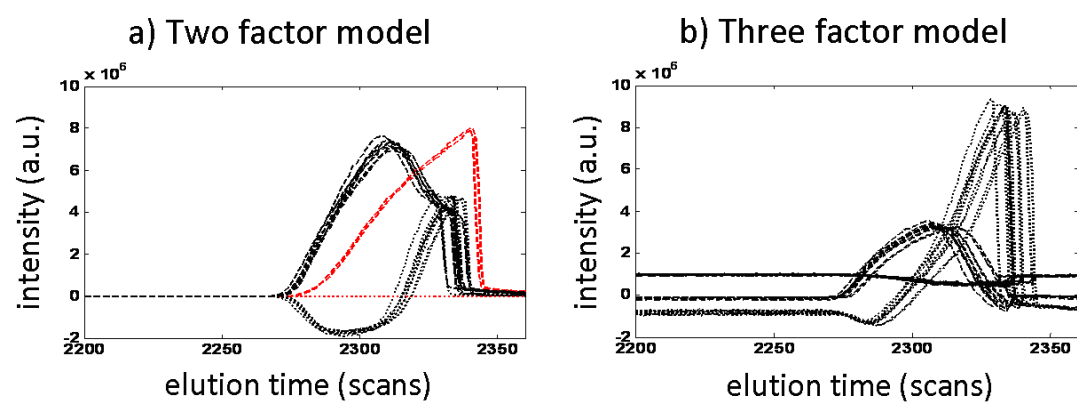 a) Two factor model
b) Three factor model
10 × 10⁶
8
6
4
2
0
-2
2200
2250
2300
2350
intensity (a.u.)
elution time (scans)
10 × 10⁶
8
6
4
2
0
-2
2200
2250
2300
2350
intensity (a.u.)
elution time (scans)